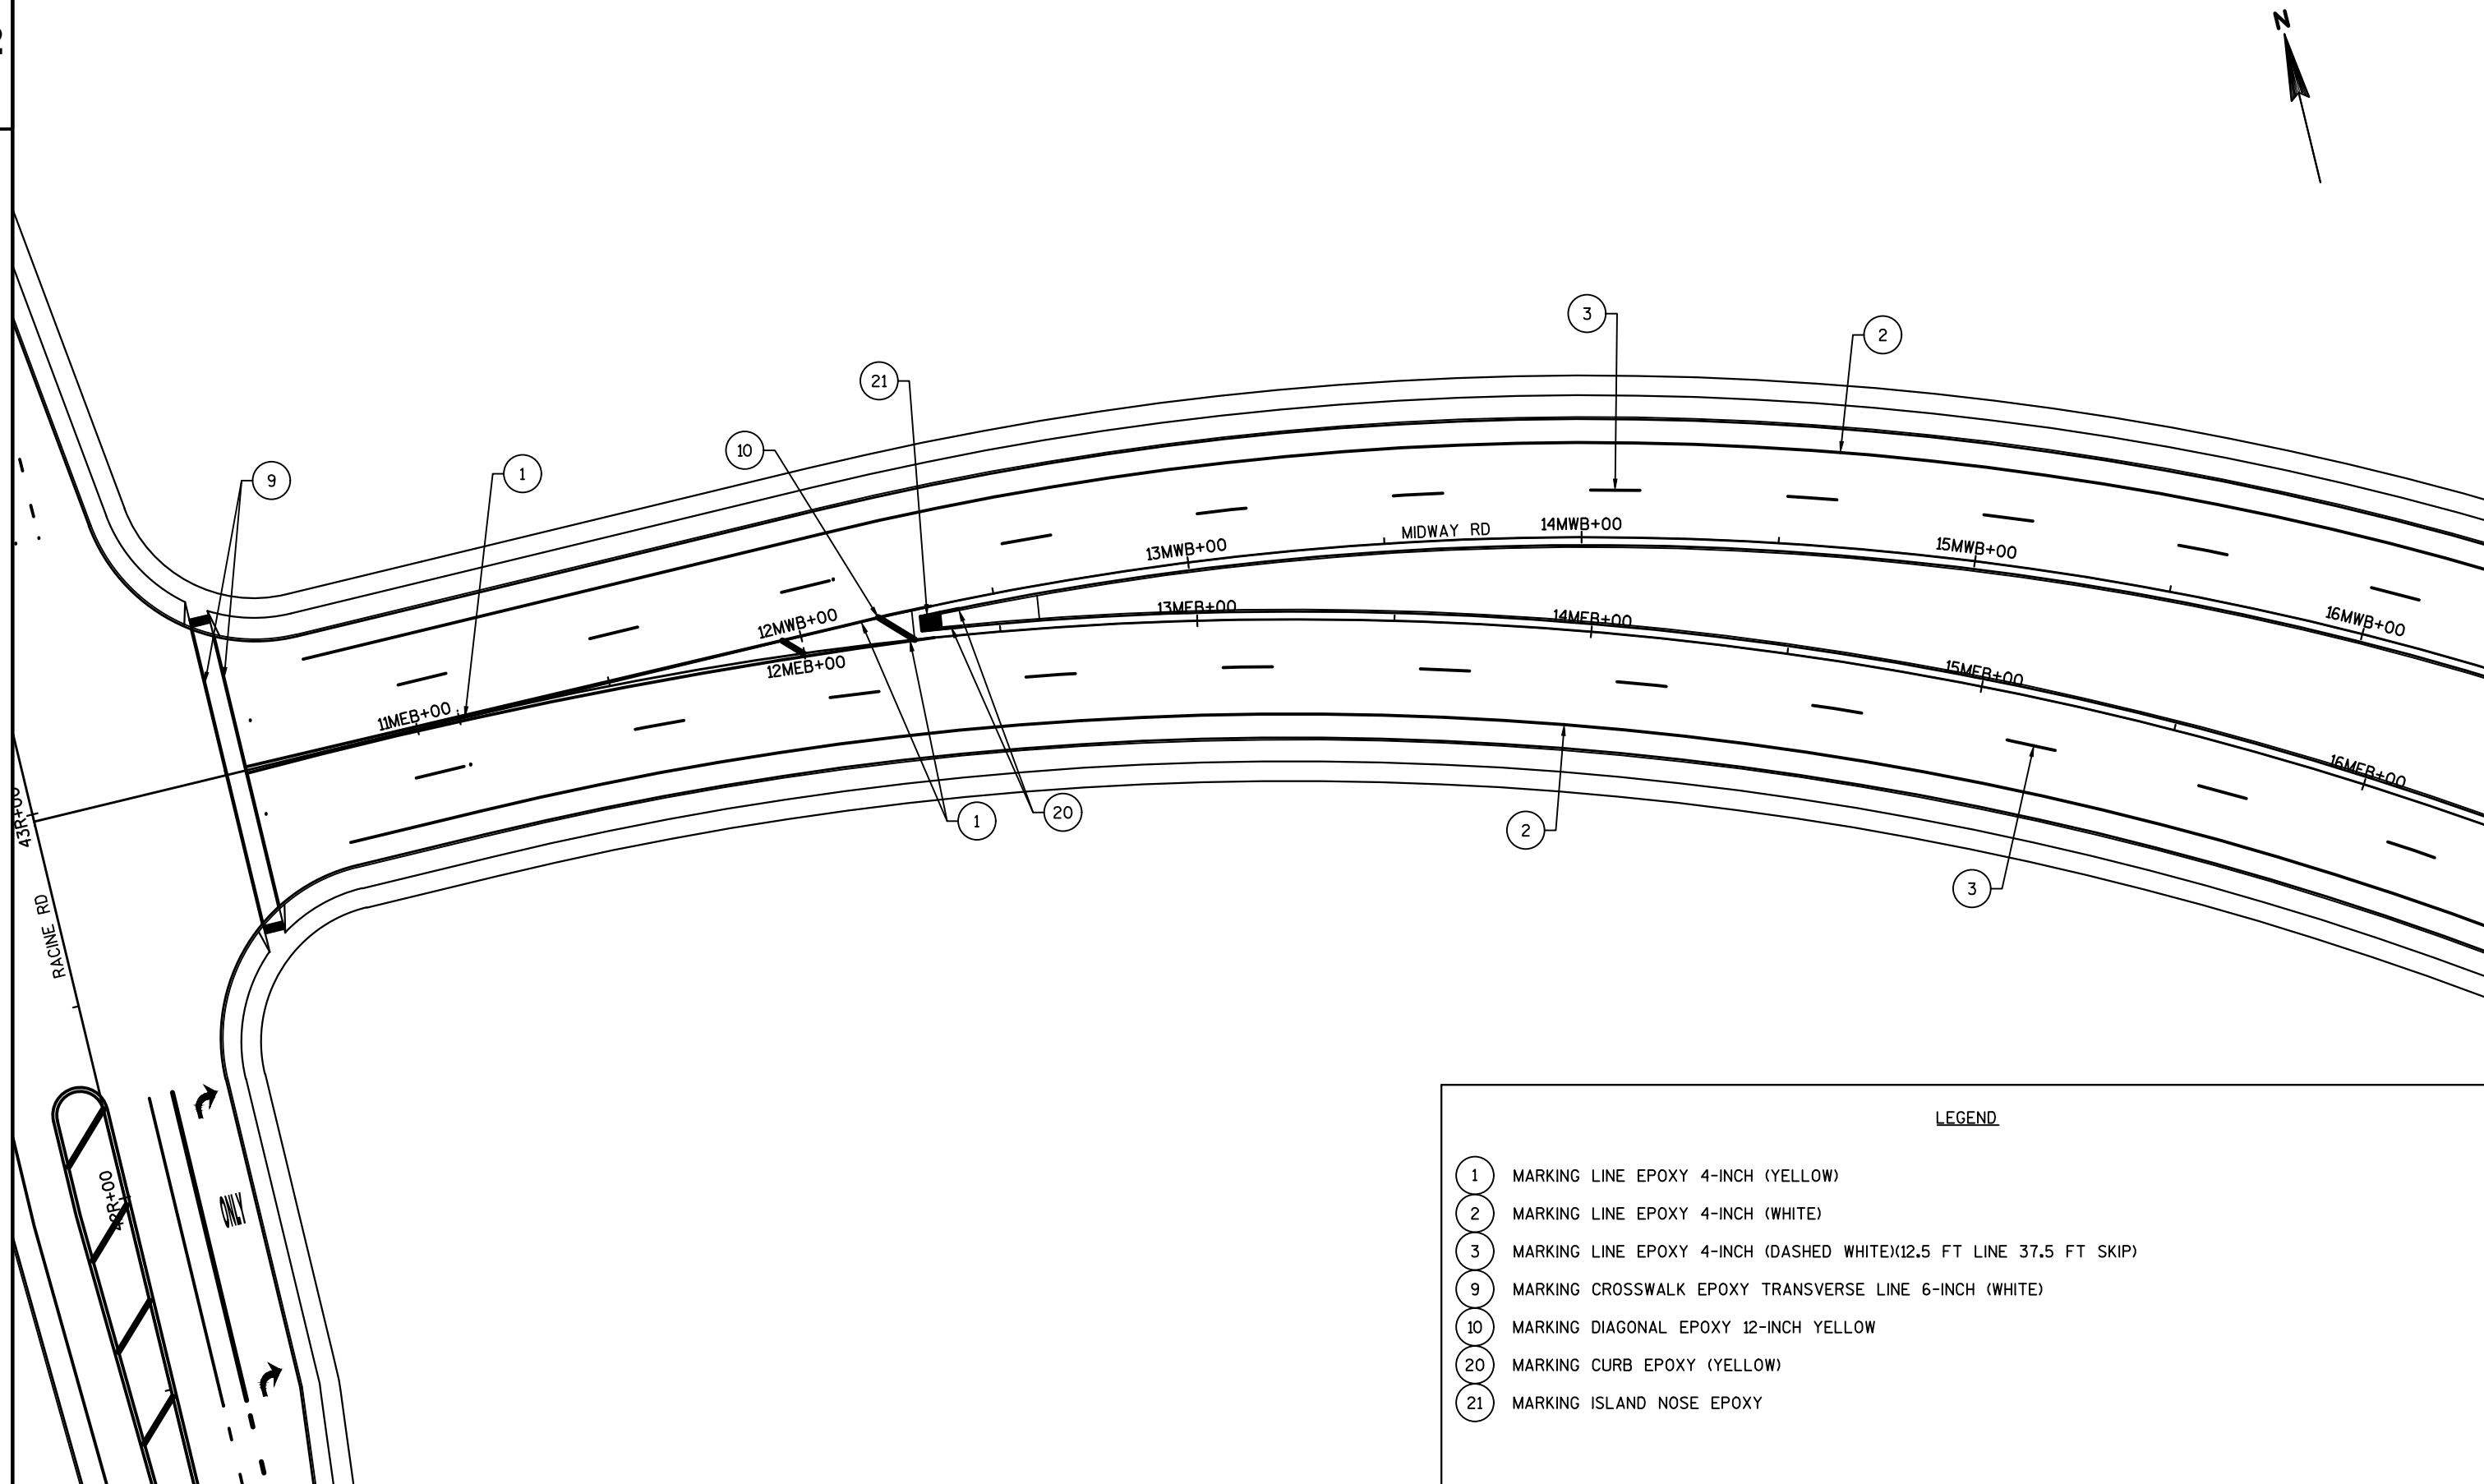 N
3
2
21
10
1
9
MIDWAY RD
14MWB+00
13MWB+00
15MWB+00
12MWB+00
13MEB+00
14MEB+00
16MWB+00
12MEB+00
15MEB+00
11MEB+00
16MEB+00
43R+00
1
20
2
3
RACINE RD
ONLY
LEGEND
1 MARKING LINE EPOXY 4-INCH (YELLOW)
2 MARKING LINE EPOXY 4-INCH (WHITE)
3 MARKING LINE EPOXY 4-INCH (DASHED WHITE)(12.5 FT LINE 37.5 FT SKIP)
9 MARKING CROSSWALK EPOXY TRANSVERSE LINE 6-INCH (WHITE)
10 MARKING DIAGONAL EPOXY 12-INCH YELLOW
20 MARKING CURB EPOXY (YELLOW)
21 MARKING ISLAND NOSE EPOXY